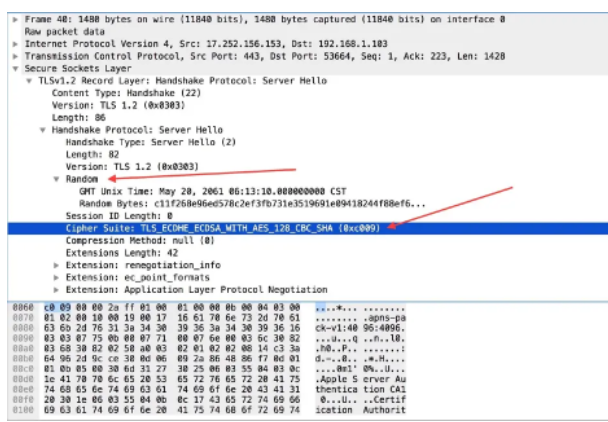 Frame 40: 1480 bytes on wire (11840 bits), 1480 bytes captured (11840 bits) on interface 0
Raw packet data
Internet Protocol Version 4, Src: 17.252.156.153, Dst: 192.168.1.103
Transmission Control Protocol, Src Port: 443, Dst Port: 53664, Seq: 1, Ack: 223, Len: 1428
Secure Sockets Layer
TLSv1.2 Record Layer: Handshake Protocol: Server Hello
Content Type: Handshake (22)
Version: TLS 1.2 (0x0303)
Length: 86
Handshake Protocol: Server Hello
Handshake Type: Server Hello (2)
Length: 82
Version: TLS 1.2 (0x0303)
Random
GMT Unix Time: May 20, 2061 06:13:10.000000000 CST
Random Bytes: c11f268e96ed578c2ef3fb731e3519691e09418244f88ef6...
Session ID Length: 0
Cipher Suite: TLS_ECDHE_ECDSA_WITH_AES_128_CBC_SHA (0xc009)
Compression Method: null (0)
Extensions Length: 42
Extension: renegotiation_info
Extension: ec_point_formats
Extension: Application Layer Protocol Negotiation
0060 c0 09 00 00 2a ff 01 00 01 00 00 0b 00 04 03 00 ....*... ........
0070 01 02 00 10 00 19 00 17 16 61 70 6e 73 2d 70 61 ........ .apns-pa
0080 63 6b 2d 76 31 3a 34 30 39 36 3a 34 30 39 36 16 ck-v1:40 96:4096.
0090 03 03 07 75 0b 00 07 71 00 07 6e 00 03 6c 30 82 ...u...q ..n..l0.
00a0 03 68 30 82 02 50 a0 03 02 01 02 02 08 14 c3 3a .h0..P.. .......:
00b0 64 96 2d 9c ce 30 0d 06 09 2a 86 48 86 f7 0d 01 d.-..0.. .*.H....
00c0 01 0b 05 00 30 6d 31 27 30 25 06 03 55 04 03 0c ....0m1' 0%..U...
00d0 1e 41 70 70 6c 65 20 53 65 72 76 65 72 20 41 75 .Apple S erver Au
00e0 74 68 65 6e 74 69 63 61 74 69 6f 6e 20 43 41 31 thentica tion CA1
00f0 20 30 1e 06 03 55 04 0b 0c 17 43 65 72 74 69 66 0...U.. ..Certif
0100 69 63 61 74 69 6f 6e 20 41 75 74 68 6f 72 69 74 ication Authorit